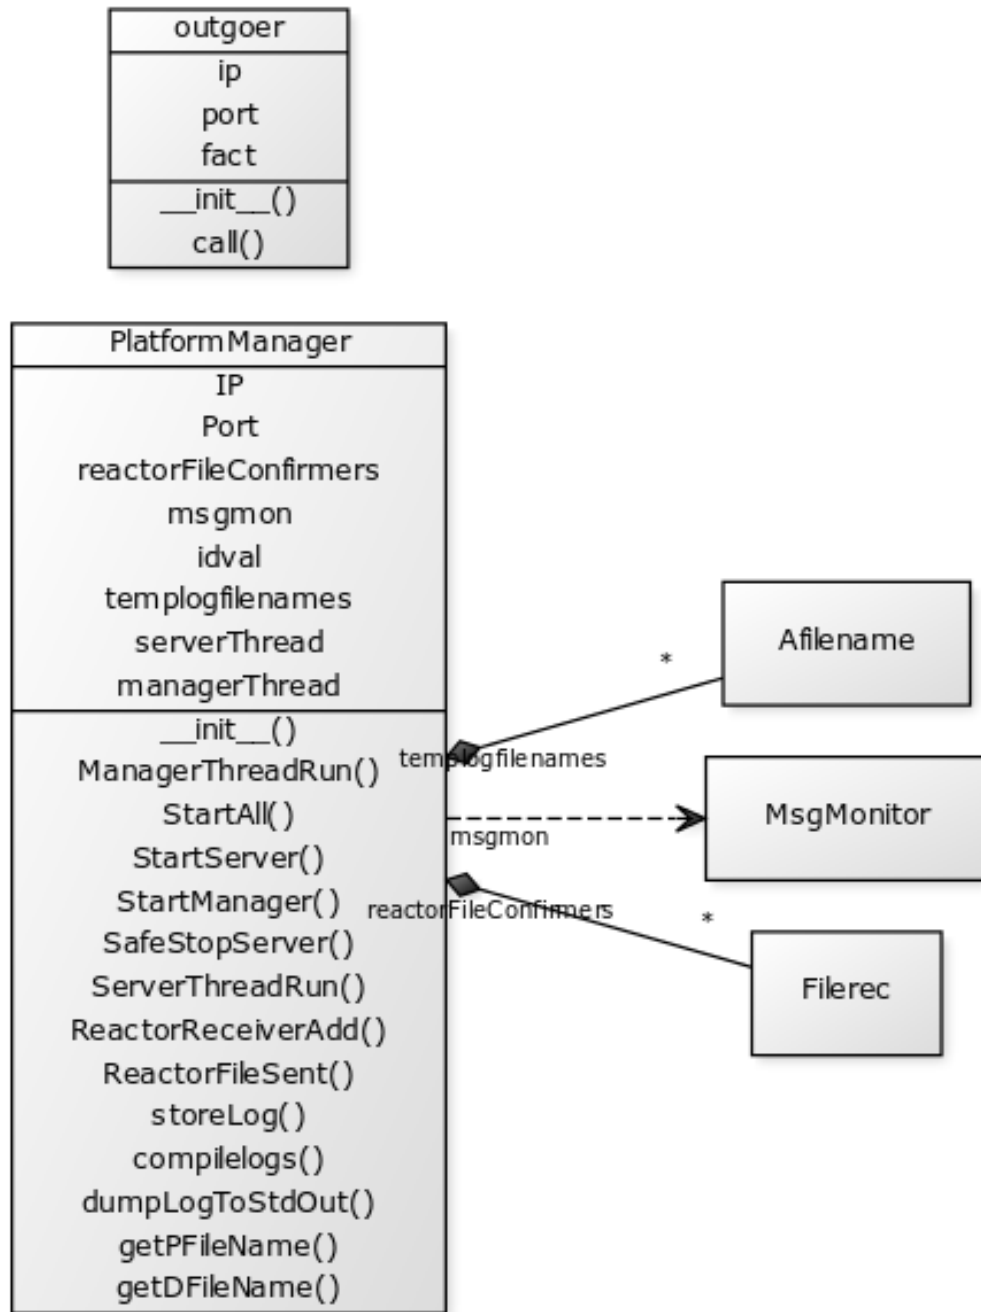 outgoer
ip
port
fact
__init__()
call()
PlatformManager
IP
Port
reactorFileConfirmers
msgmon
idval
templogfilenames
serverThread
managerThread
__init__()
ManagerThreadRun()
StartAll()
StartServer()
StartManager()
SafeStopServer()
ServerThreadRun()
ReactorReceiverAdd()
ReactorFileSent()
storeLog()
compilelogs()
dumpLogToStdOut()
getPFileName()
getDFileName()
templogfilenames
*
Afilename
msgmon
MsgMonitor
reactorFileConfirmers
*
Filerec